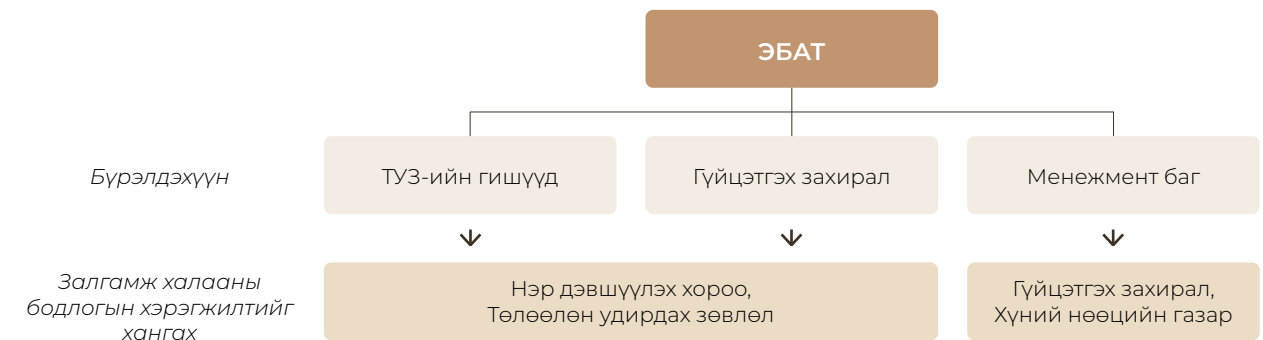 ЭБАТ
Бүрэлдэхүүн
ТУЗ-ийн гишүүд
Гүйцэтгэх захирал
Менежмент баг
Залгамж халааны
бодлогын хэрэгжилтийг
хангах
Нэр дэвшүүлэх хороо,
Төлөөлөн удирдах зөвлөл
Гүйцэтгэх захирал,
Хүний нөөцийн газар